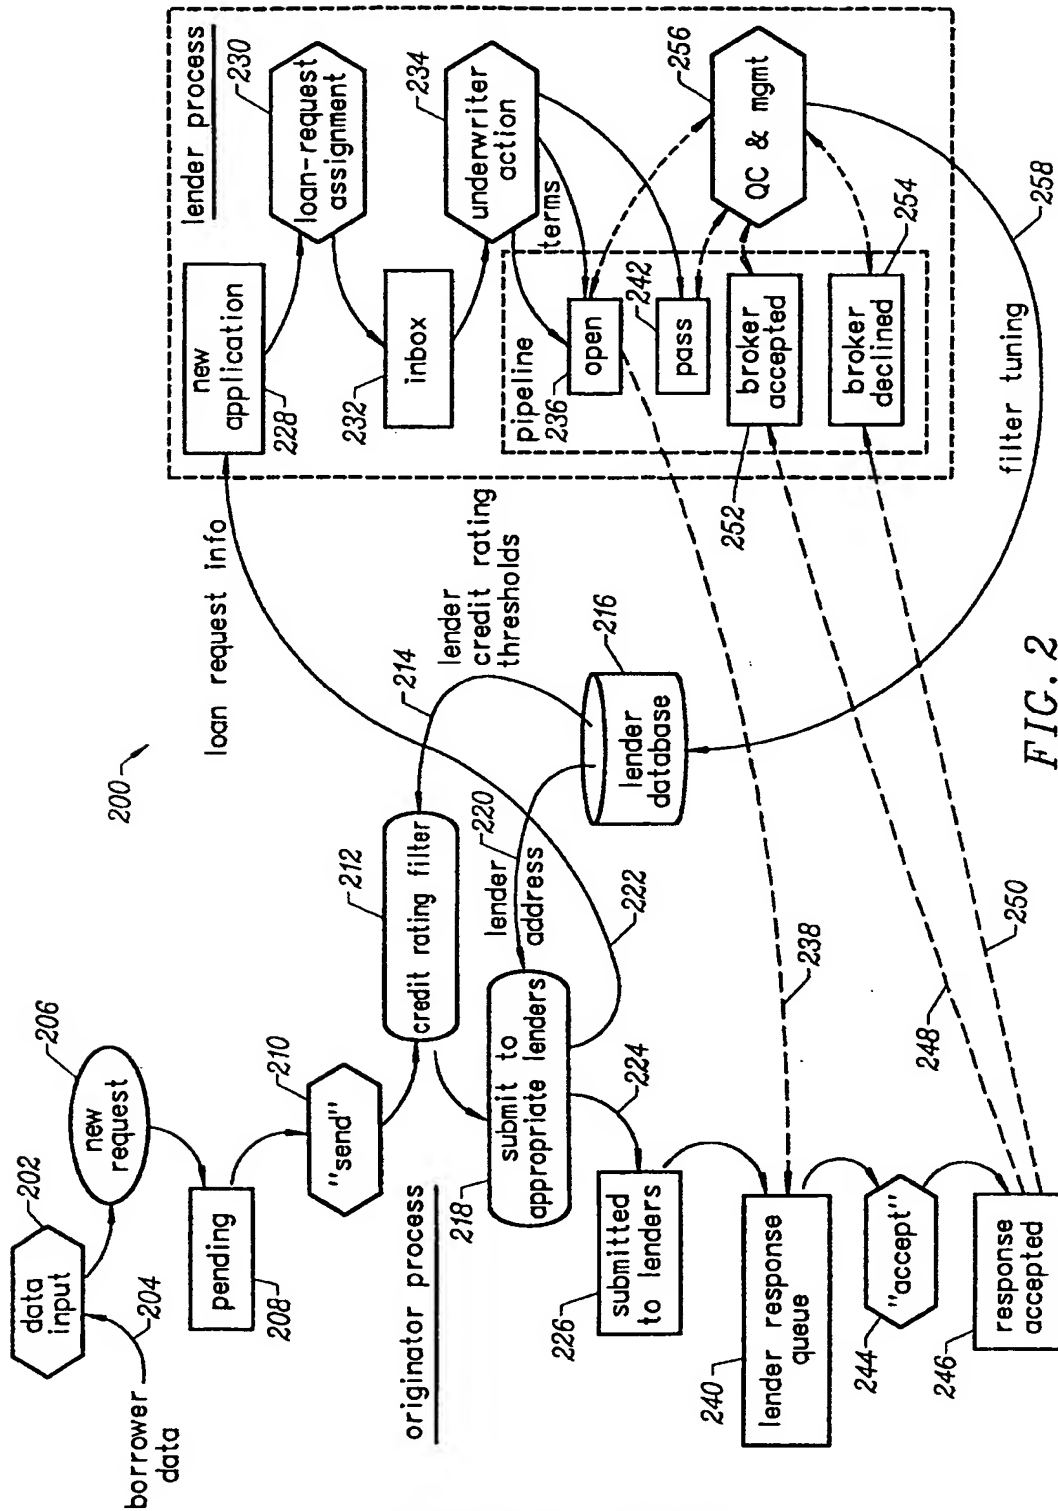 200
202
data
input
204
borrower
data
206
new
request
pending
208
"send"
210
212
credit rating filter
214
lender
credit rating
thresholds
216
lender
database
originator process
218
submit to
appropriate lenders
220
lender
address
222
loan request info
224
submitted
to lenders
226
lender response
queue
240
238
"accept"
244
response
accepted
246
248
250
lender process
new
application
228
230
loan-request
assignment
232
inbox
234
underwriter
action
terms
pipeline
236
open
242
pass
broker
accepted
252
broker
declined
254
256
QC & mgmt
258
filter tuning
FIG. 2